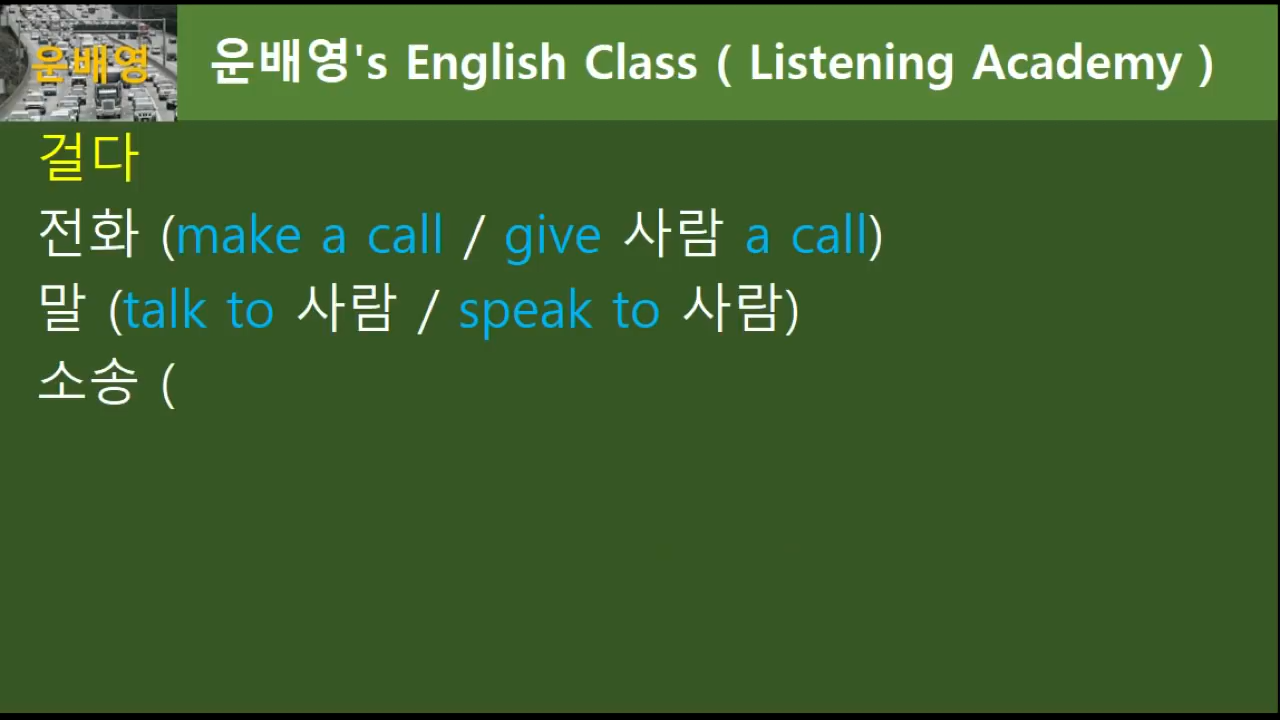 운배영
운배영's English Class ( Listening Academy )
걸다
전화 (make a call / give 사람 a call)
말 (talk to 사람 / speak to 사람)
소송 (